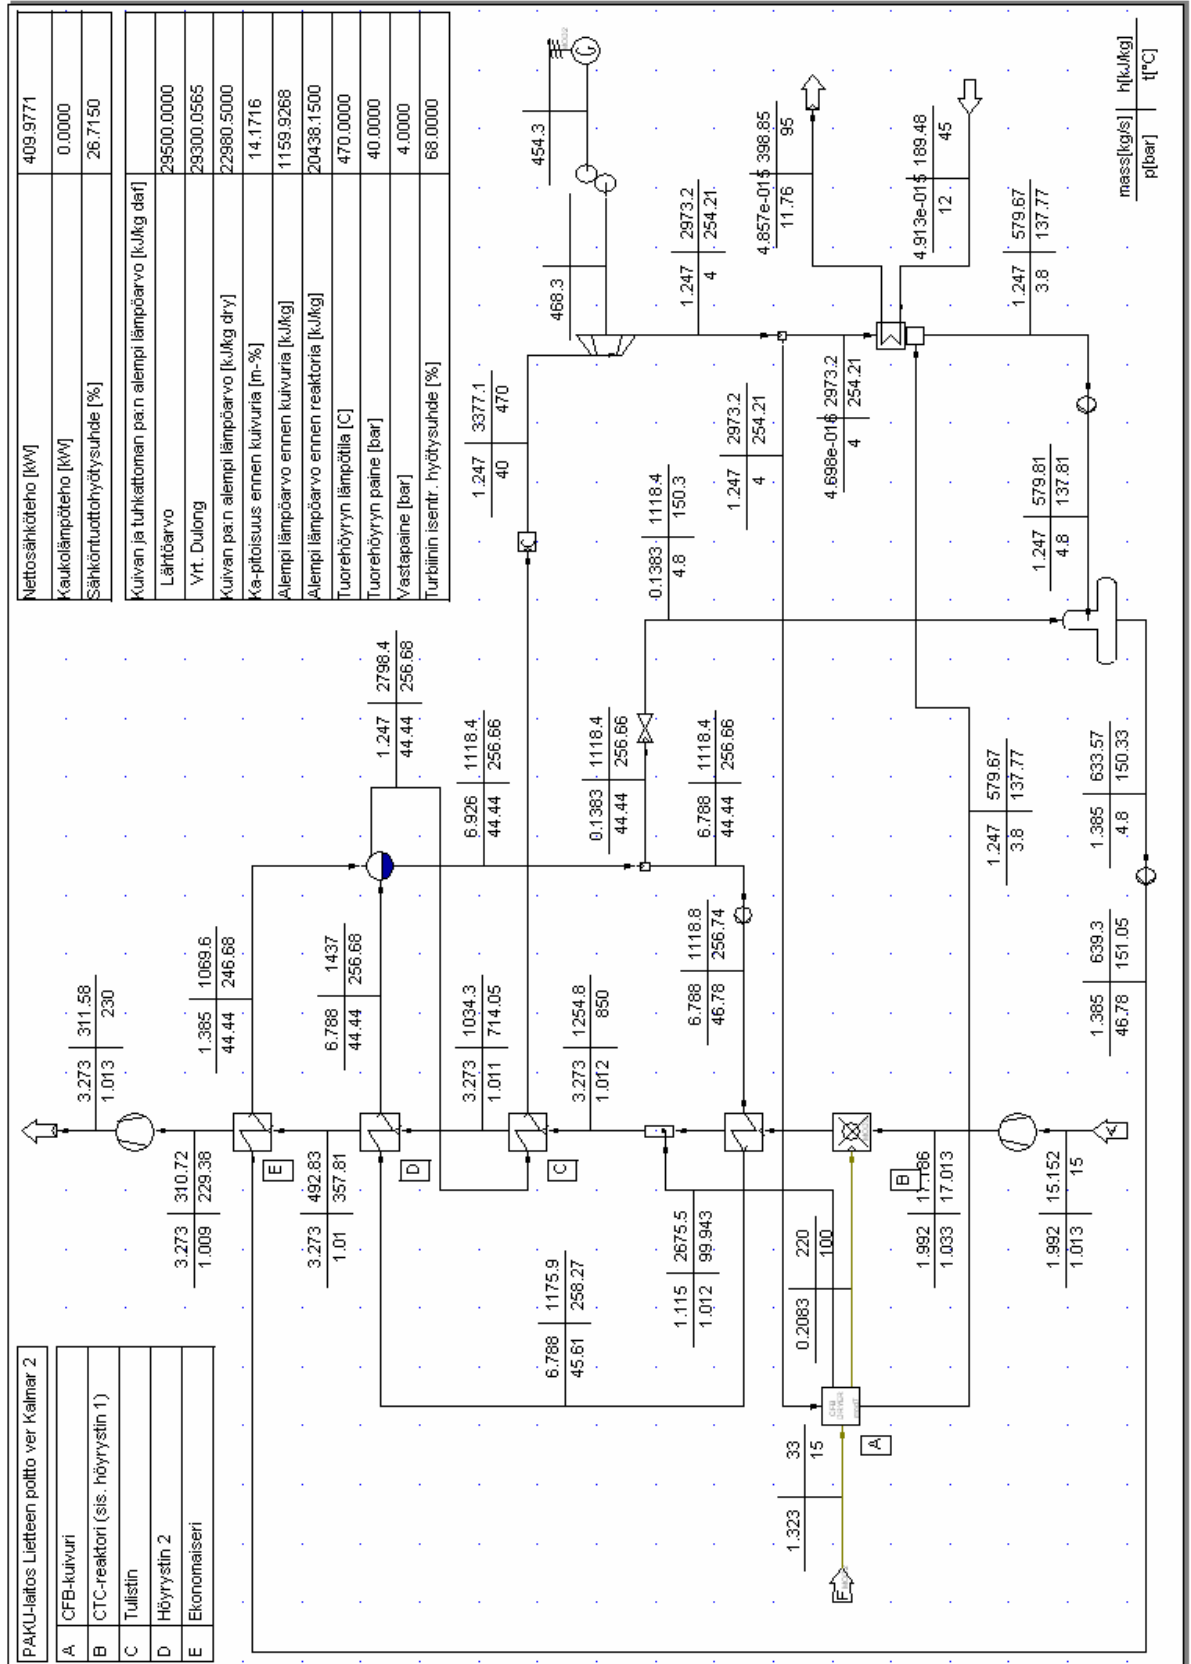 PAKU-laitos Lietteen poltto ver Kalmar 2
A CFB-kuivuri
B CTC-reaktori (sis. höyrystin 1)
C Tulistin
D Höyrystin 2
E Ekonomaiseri
Nettosähköteho [kW] 409.9771
Kaukolämpöteho [kW] 0.0000
Sähköntuottohyötysuhde [%] 26.7150
Kuivan ja tuhkattoman pa:n alempi lämpöarvo [kJ/kg daf]
Lähtöarvo 29500.0000
Vrt. Dulong 29300.0565
Kuivan pa:n alempi lämpöarvo [kJ/kg dry] 22980.5000
Ka-pitoisuus ennen kuivuria [m-%] 14.1716
Alempi lämpöarvo ennen kuivuria [kJ/kg] 1159.9268
Alempi lämpöarvo ennen reaktoria [kJ/kg] 20438.1500
Tuorehöyryn lämpötila [C] 470.0000
Tuorehöyryn paine [bar] 40.0000
Vastapaine [bar] 4.0000
Turbiinin isentr. hyötysuhde [%] 68.0000
3.273 311.58
1.013 230
3.273 310.72
1.009 229.38
1.385 1069.6
44.44 246.68
3.273 492.83
1.01 357.81
6.788 1437
44.44 256.68
1.247 2798.4
44.44 256.68
3.273 1034.3
1.011 714.05
6.926 1118.4
44.44 256.66
1.247 3377.1
40 470
468.3
454.3
G
6.788 1175.9
45.61 258.27
3.273 1254.8
1.012 850
0.1383 1118.4
44.44 256.66
0.1383 1118.4
4.8 150.3
1.247 2973.2
4 254.21
1.115 2675.5
1.012 99.943
6.788 1118.8
46.78 256.74
6.788 1118.4
44.44 256.66
1.247 2973.2
4 254.21
4.857e-015 398.85
11.76 95
1.323 33
15
0.2083 220
100
4.698e-016 2973.2
4 254.21
4.913e-015 189.48
12 45
F
A
B
C
D
E
C
1.992 17.186
1.033 17.013
1.247 579.67
3.8 137.77
1.247 579.81
4.8 137.81
1.247 579.67
3.8 137.77
1.992 15.152
1.013 15
1.385 639.3
46.78 151.05
1.385 633.57
4.8 150.33
mass[kg/s] h[kJ/kg]
p[bar] t[°C]